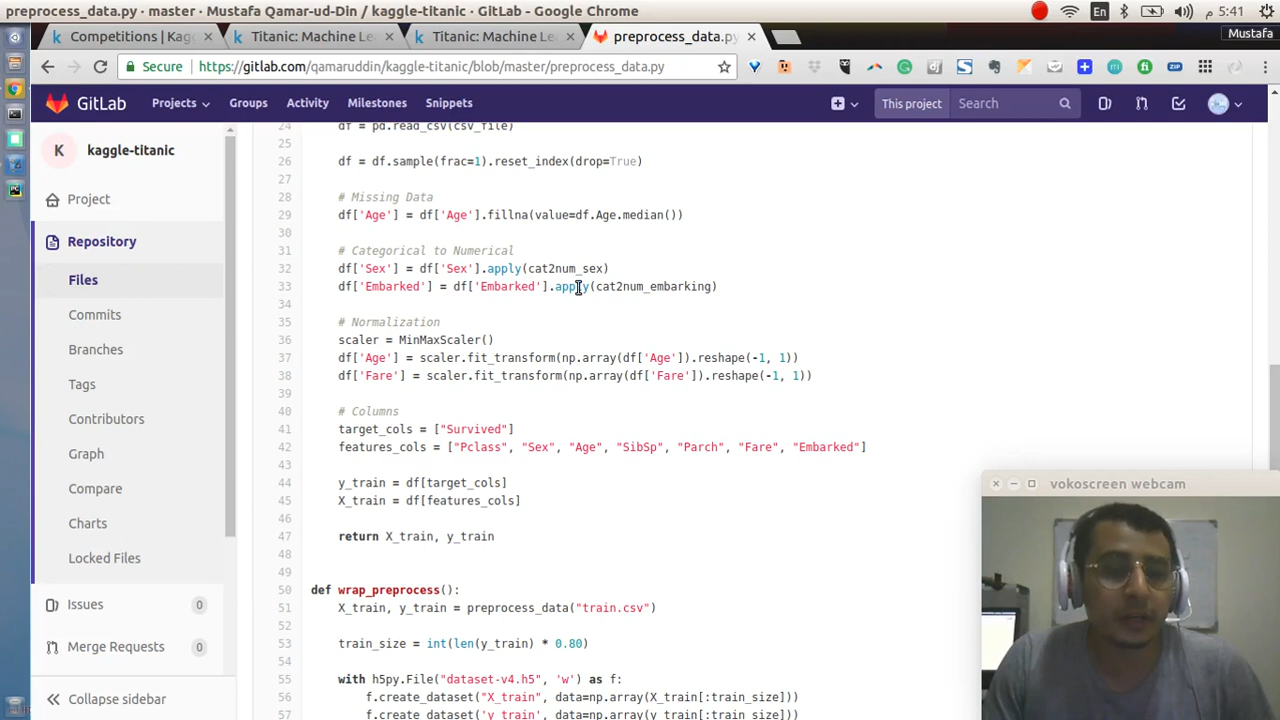 preprocess_data.py · master · Mustafa Qamar-ud-Din / kaggle-titanic · GitLab - Google Chrome
En
5:41 م
Competitions | Kagg
Titanic: Machine Le
Titanic: Machine Le
preprocess_data.py
Mustafa
Secure
https://gitlab.com/qamaruddin/kaggle-titanic/blob/master/preprocess_data.py
GitLab
Projects
Groups
Activity
Milestones
Snippets
This project
Search
K
kaggle-titanic
Project
Repository
Files
Commits
Branches
Tags
Contributors
Graph
Compare
Charts
Locked Files
Issues
0
Merge Requests
0
Collapse sidebar
24 df = pd.read_csv(csv_file)
25
26 df = df.sample(frac=1).reset_index(drop=True)
27
28 # Missing Data
29 df['Age'] = df['Age'].fillna(value=df.Age.median())
30
31 # Categorical to Numerical
32 df['Sex'] = df['Sex'].apply(cat2num_sex)
33 df['Embarked'] = df['Embarked'].apply(cat2num_embarking)
34
35 # Normalization
36 scaler = MinMaxScaler()
37 df['Age'] = scaler.fit_transform(np.array(df['Age']).reshape(-1, 1))
38 df['Fare'] = scaler.fit_transform(np.array(df['Fare']).reshape(-1, 1))
39
40 # Columns
41 target_cols = ["Survived"]
42 features_cols = ["Pclass", "Sex", "Age", "SibSp", "Parch", "Fare", "Embarked"]
43
44 y_train = df[target_cols]
45 X_train = df[features_cols]
46
47 return X_train, y_train
48
49
50 def wrap_preprocess():
51 X_train, y_train = preprocess_data("train.csv")
52
53 train_size = int(len(y_train) * 0.80)
54
55 with h5py.File("dataset-v4.h5", 'w') as f:
56 f.create_dataset("X_train", data=np.array(X_train[:train_size]))
57 f.create_dataset("y_train", data=np.array(y_train[:train_size]))
vokoscreen webcam